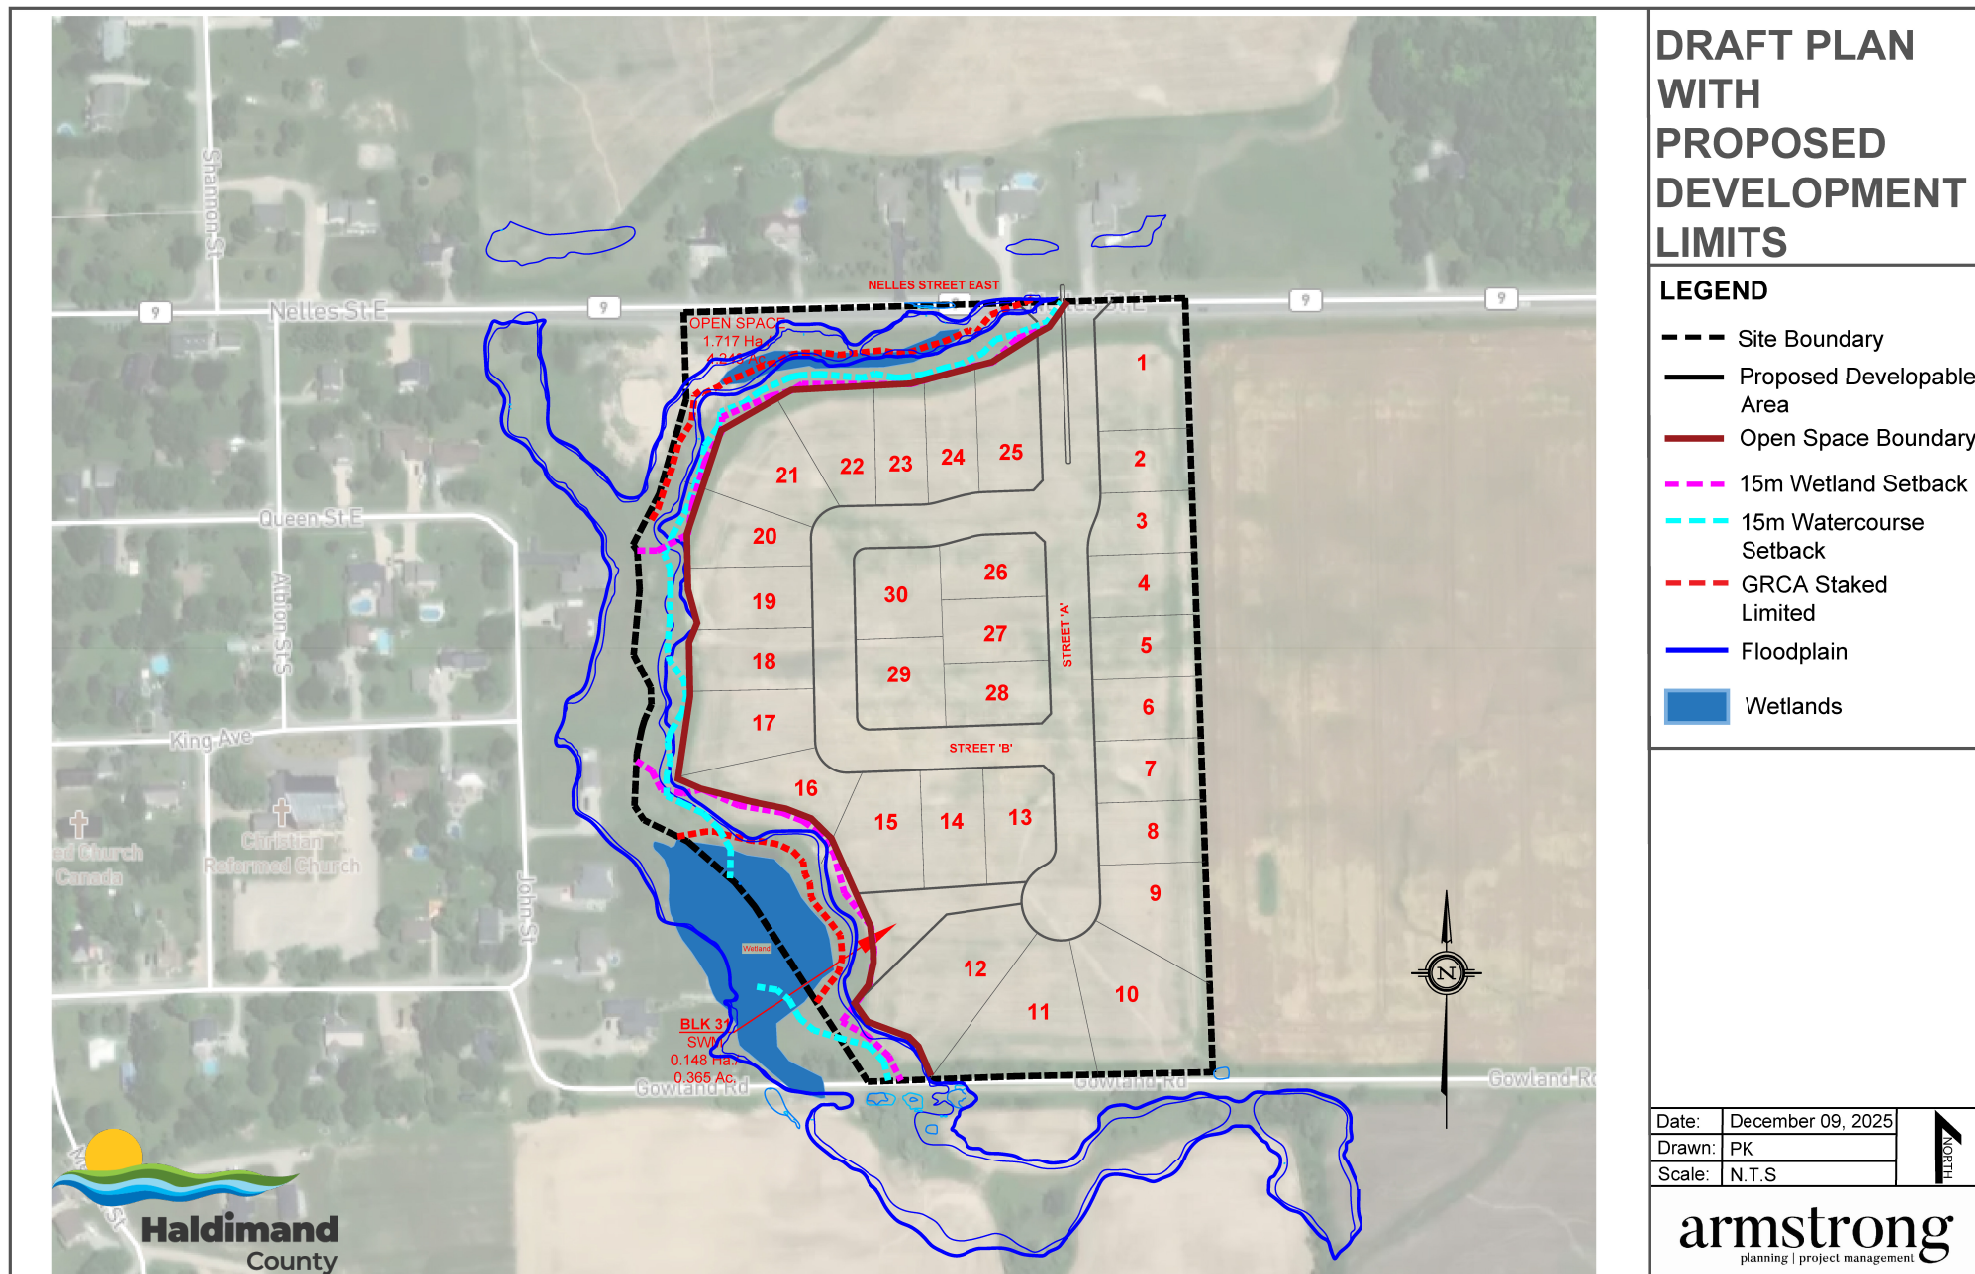 DRAFT PLAN
WITH
PROPOSED
DEVELOPMENT
LIMITS
LEGEND
Site Boundary
Proposed Developable
Area
Open Space Boundary
15m Wetland Setback
15m Watercourse
Setback
GRCA Staked
Limited
Floodplain
Wetlands
Date: December 09, 2025
Drawn: PK
Scale: N.T.S
NORTH
armstrong
planning | project management
N
Shannon St
9
Nelles St E
9
NELLES STREET EAST
9
9
OPEN SPACE
1.717 Ha.
1
2
3
4
5
6
7
8
9
10
11
12
13
14
15
16
17
18
19
20
21
22
23
24
25
26
27
28
29
30
STREET 'A'
STREET 'B'
Queen St E
Albion St S
King Ave
Christian
Reformed Church
ed Church
Canada
John St
Wetland
BLK 31
SWM
0.148 Ha.
0.365 Ac.
Gowland Rd
Gowland Rd
Gowland Rd
Haldimand
County